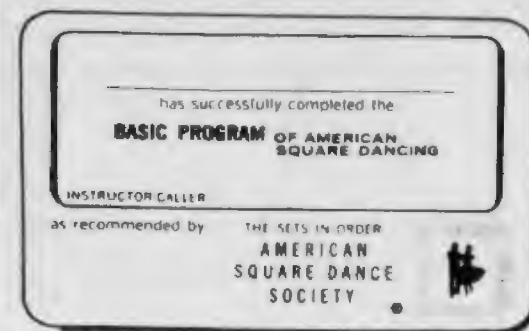 has successfully completed the
BASIC PROGRAM OF AMERICAN
SQUARE DANCING
INSTRUCTOR CALLER
as recommended by THE SETS IN ORDER
AMERICAN
SQUARE DANCE
SOCIETY